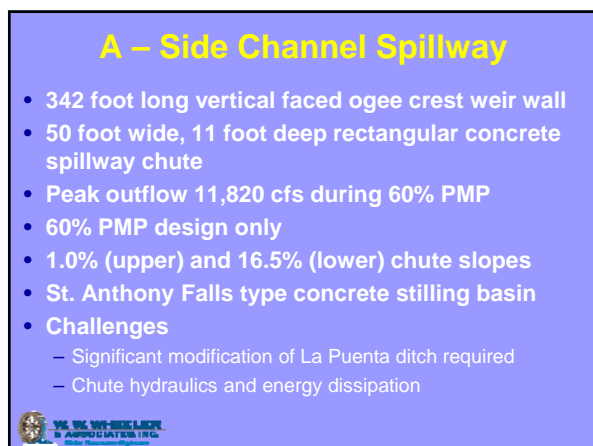 A – Side Channel Spillway
• 342 foot long vertical faced ogee crest weir wall
• 50 foot wide, 11 foot deep rectangular concrete
spillway chute
• Peak outflow 11,820 cfs during 60% PMP
• 60% PMP design only
• 1.0% (upper) and 16.5% (lower) chute slopes
• St. Anthony Falls type concrete stilling basin
• Challenges
– Significant modification of La Puenta ditch required
– Chute hydraulics and energy dissipation
W. W. WHEELER
& ASSOCIATES, INC.
Water Resources Engineers